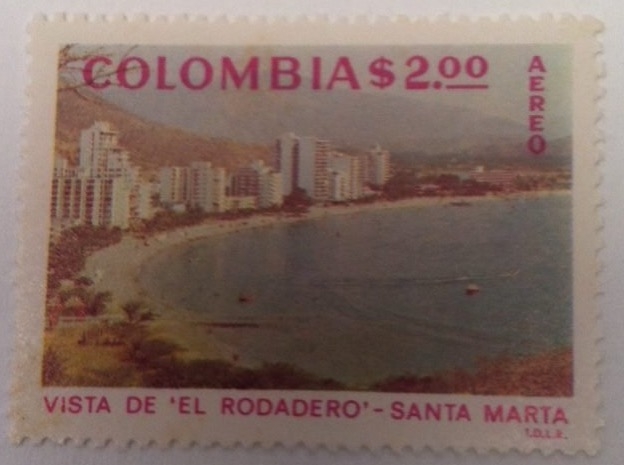 COLOMBIA $2.00
AEREO
VISTA DE 'EL RODADERO' - SANTA MARTA
T.D.L.R.